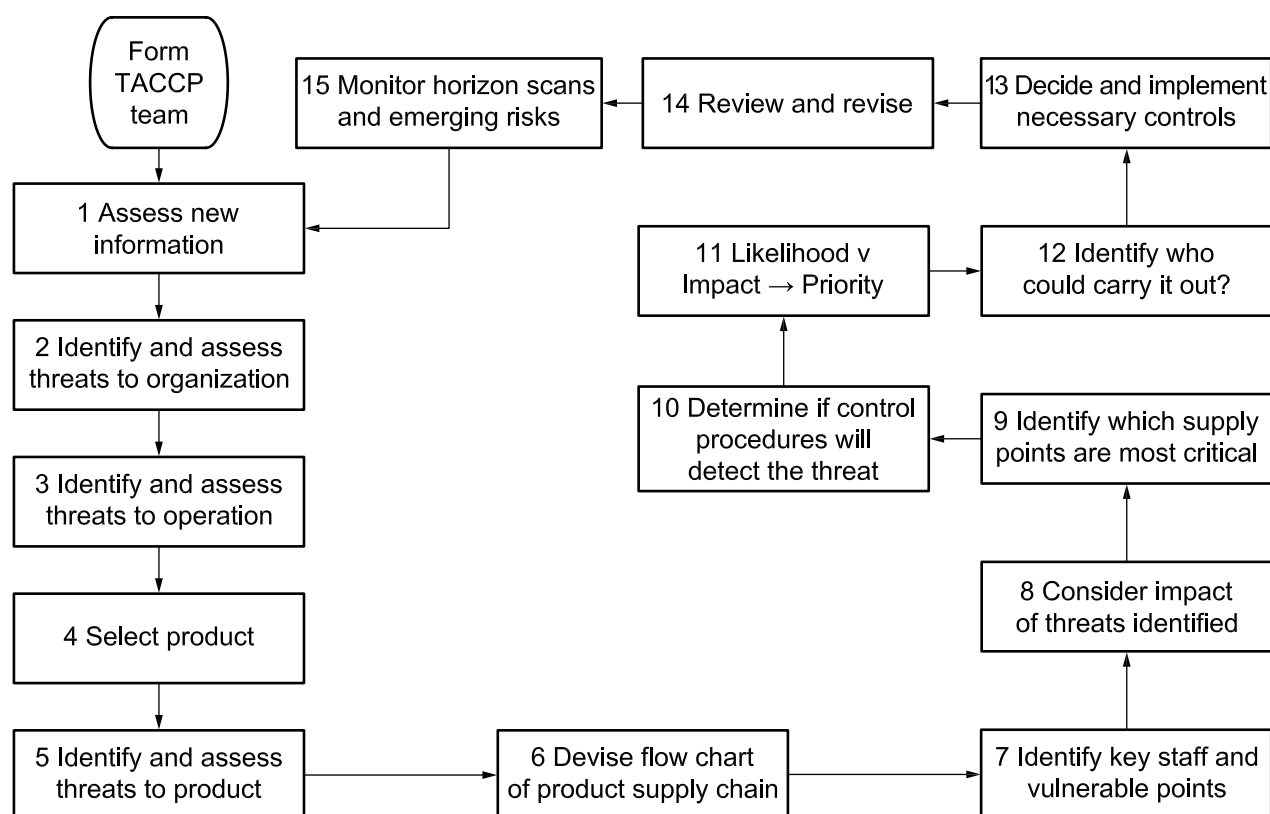 Form
TACCP
team
1 Assess new
information
2 Identify and assess
threats to organization
3 Identify and assess
threats to operation
4 Select product
5 Identify and assess
threats to product
6 Devise flow chart
of product supply chain
7 Identify key staff and
vulnerable points
8 Consider impact
of threats identified
9 Identify which supply
points are most critical
10 Determine if control
procedures will
detect the threat
11 Likelihood v
Impact → Priority
12 Identify who
could carry it out?
13 Decide and implement
necessary controls
14 Review and revise
15 Monitor horizon scans
and emerging risks